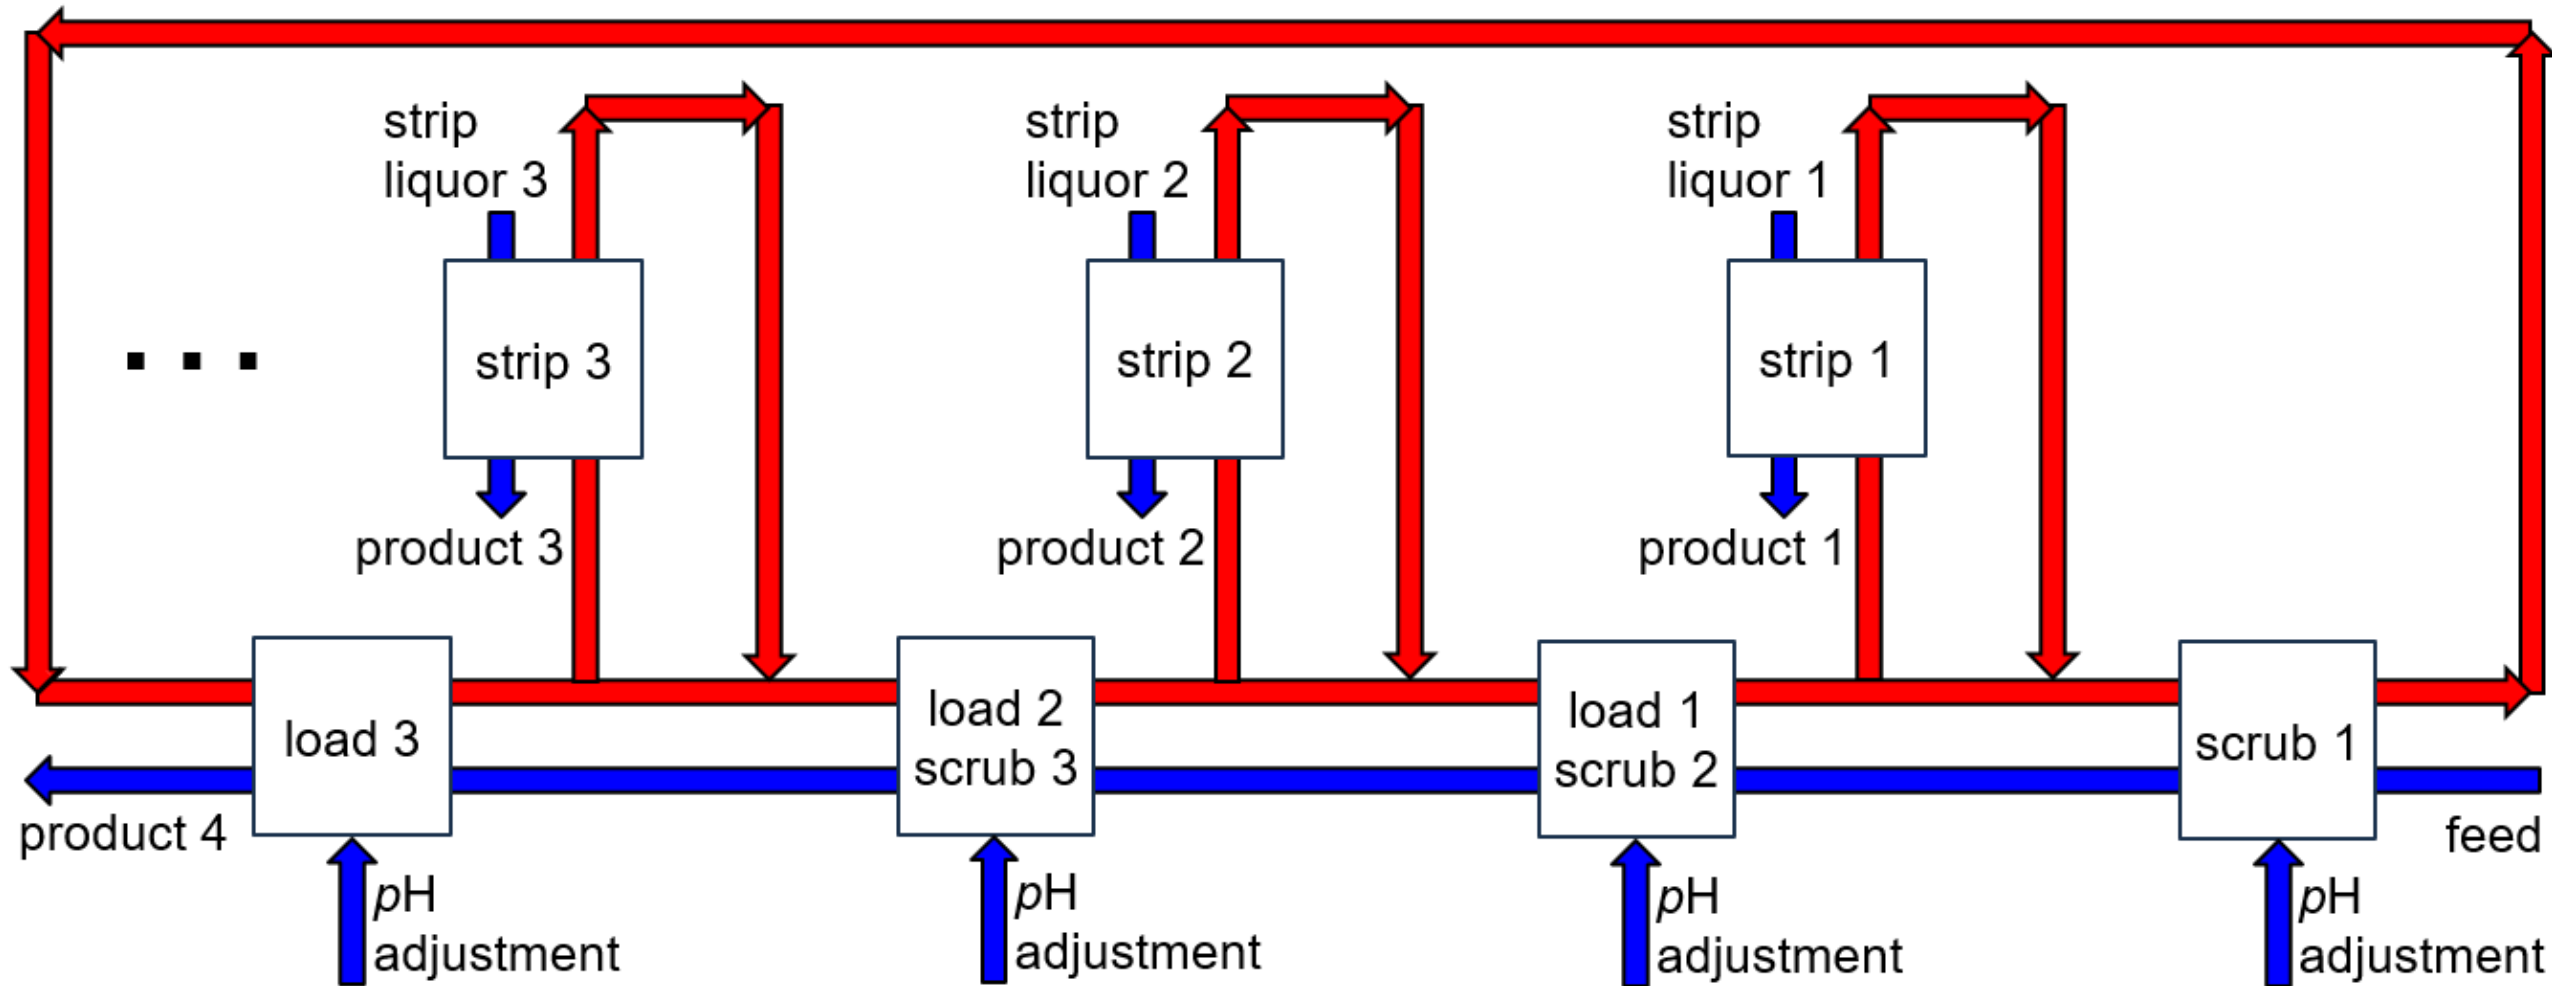 strip
liquor 3
strip
liquor 2
strip
liquor 1
strip 3
strip 2
strip 1
. . .
product 3
product 2
product 1
load 3
load 2
scrub 3
load 1
scrub 2
scrub 1
product 4
feed
pH
adjustment
pH
adjustment
pH
adjustment
pH
adjustment